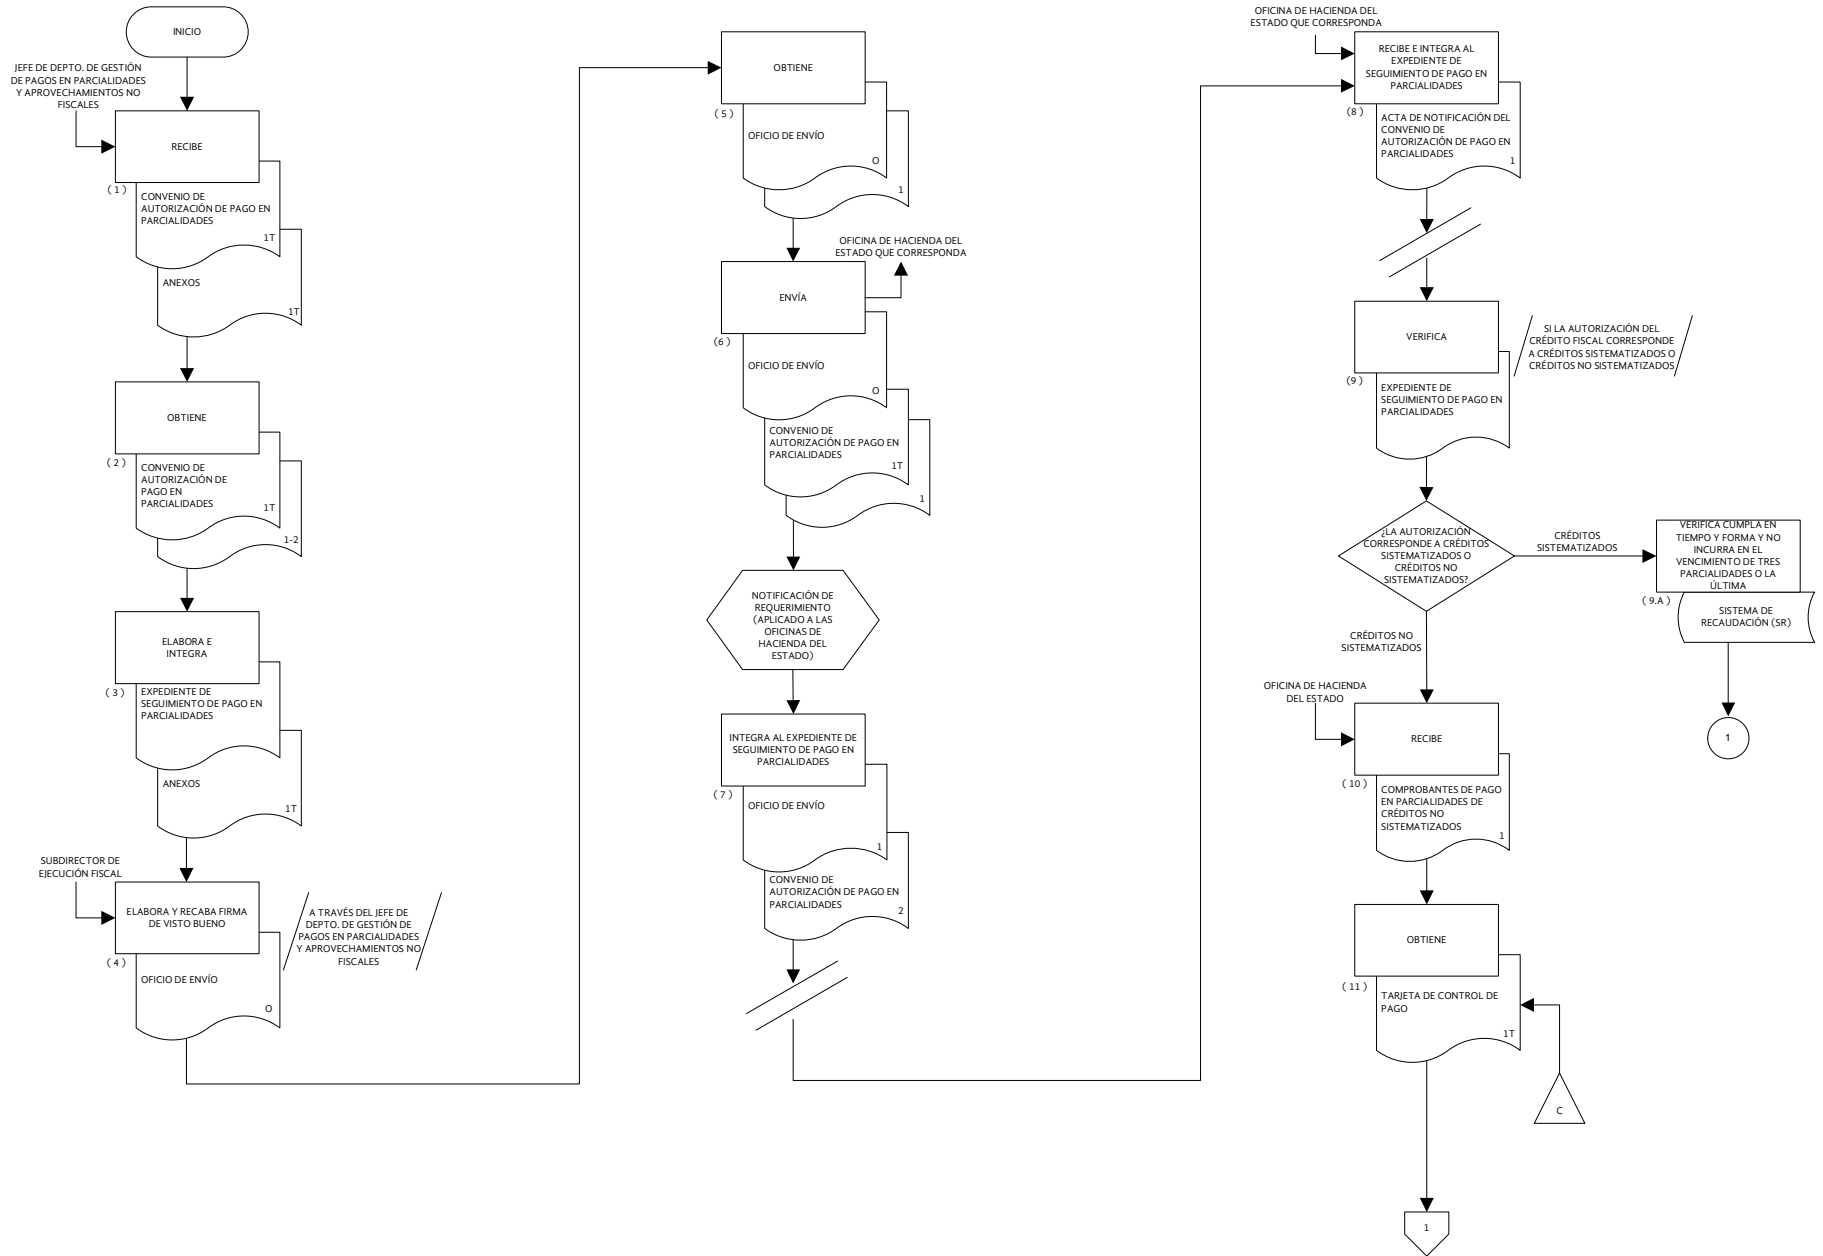 INICIO
JEFE DE DEPTO. DE GESTIÓN
DE PAGOS EN PARCIALIDADES
Y APROVECHAMIENTOS NO
FISCALES
RECIBE
( 1 )
CONVENIO DE
AUTORIZACIÓN DE PAGO EN
PARCIALIDADES
1T
ANEXOS
1T
OBTIENE
( 2 )
CONVENIO DE
AUTORIZACIÓN DE
PAGO EN
PARCIALIDADES
1T
1-2
ELABORA E
INTEGRA
( 3 )
EXPEDIENTE DE
SEGUIMIENTO DE PAGO EN
PARCIALIDADES
ANEXOS
1T
SUBDIRECTOR DE
EJECUCIÓN FISCAL
ELABORA Y RECABA FIRMA
DE VISTO BUENO
A TRAVÉS DEL JEFE DE
DEPTO. DE GESTIÓN DE
PAGOS EN PARCIALIDADES
Y APROVECHAMIENTOS NO
FISCALES
( 4 )
OFICIO DE ENVÍO
O
OBTIENE
( 5 )
OFICIO DE ENVÍO
O
1
OFICINA DE HACIENDA DEL
ESTADO QUE CORRESPONDA
ENVÍA
(6 )
OFICIO DE ENVÍO
O
CONVENIO DE
AUTORIZACIÓN DE PAGO EN
PARCIALIDADES
1T
1
NOTIFICACIÓN DE
REQUERIMIENTO
(APLICADO A LAS
OFICINAS DE
HACIENDA DEL
ESTADO)
INTEGRA AL EXPEDIENTE DE
SEGUIMIENTO DE PAGO EN
PARCIALIDADES
( 7 )
OFICIO DE ENVÍO
1
CONVENIO DE
AUTORIZACIÓN DE PAGO EN
PARCIALIDADES
2
OFICINA DE HACIENDA DEL
ESTADO QUE CORRESPONDA
RECIBE E INTEGRA AL
EXPEDIENTE DE
SEGUIMIENTO DE PAGO EN
PARCIALIDADES
(8 )
ACTA DE NOTIFICACIÓN DEL
CONVENIO DE
AUTORIZACIÓN DE PAGO EN
PARCIALIDADES
1
VERIFICA
SI LA AUTORIZACIÓN DEL
CRÉDITO FISCAL CORRESPONDE
A CRÉDITOS SISTEMATIZADOS O
CRÉDITOS NO SISTEMATIZADOS
(9 )
EXPEDIENTE DE
SEGUIMIENTO DE PAGO EN
PARCIALIDADES
¿LA AUTORIZACIÓN
CORRESPONDE A CRÉDITOS
SISTEMATIZADOS O
CRÉDITOS NO
SISTEMATIZADOS?
CRÉDITOS
SISTEMATIZADOS
VERIFICA CUMPLA EN
TIEMPO Y FORMA Y NO
INCURRA EN EL
VENCIMIENTO DE TRES
PARCIALIDADES O LA
ÚLTIMA
( 9.A )
SISTEMA DE
RECAUDACIÓN (SR)
1
CRÉDITOS NO
SISTEMATIZADOS
OFICINA DE HACIENDA
DEL ESTADO
RECIBE
( 10 )
COMPROBANTES DE PAGO
EN PARCIALIDADES DE
CRÉDITOS NO
SISTEMATIZADOS
1
OBTIENE
( 11 )
TARJETA DE CONTROL DE
PAGO
1T
C
1